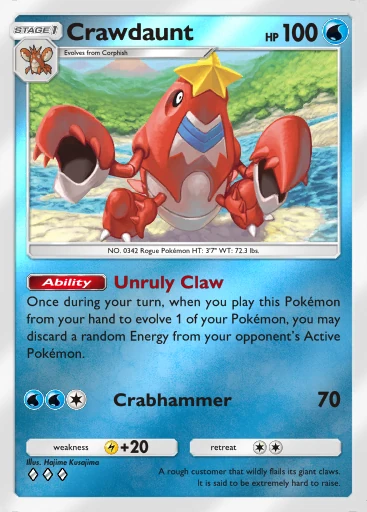 STAGE 1 Crawdaunt HP 100
Evolves from Corphish
NO. 0342 Rogue Pokémon HT: 3'7" WT: 72.3 lbs.
Ability Unruly Claw
Once during your turn, when you play this Pokémon
from your hand to evolve 1 of your Pokémon, you may
discard a random Energy from your opponent's Active
Pokémon.
Crabhammer 70
weakness +20 retreat
Illus. Hajime Kusajima
A rough customer that wildly flails its giant claws.
It is said to be extremely hard to raise.